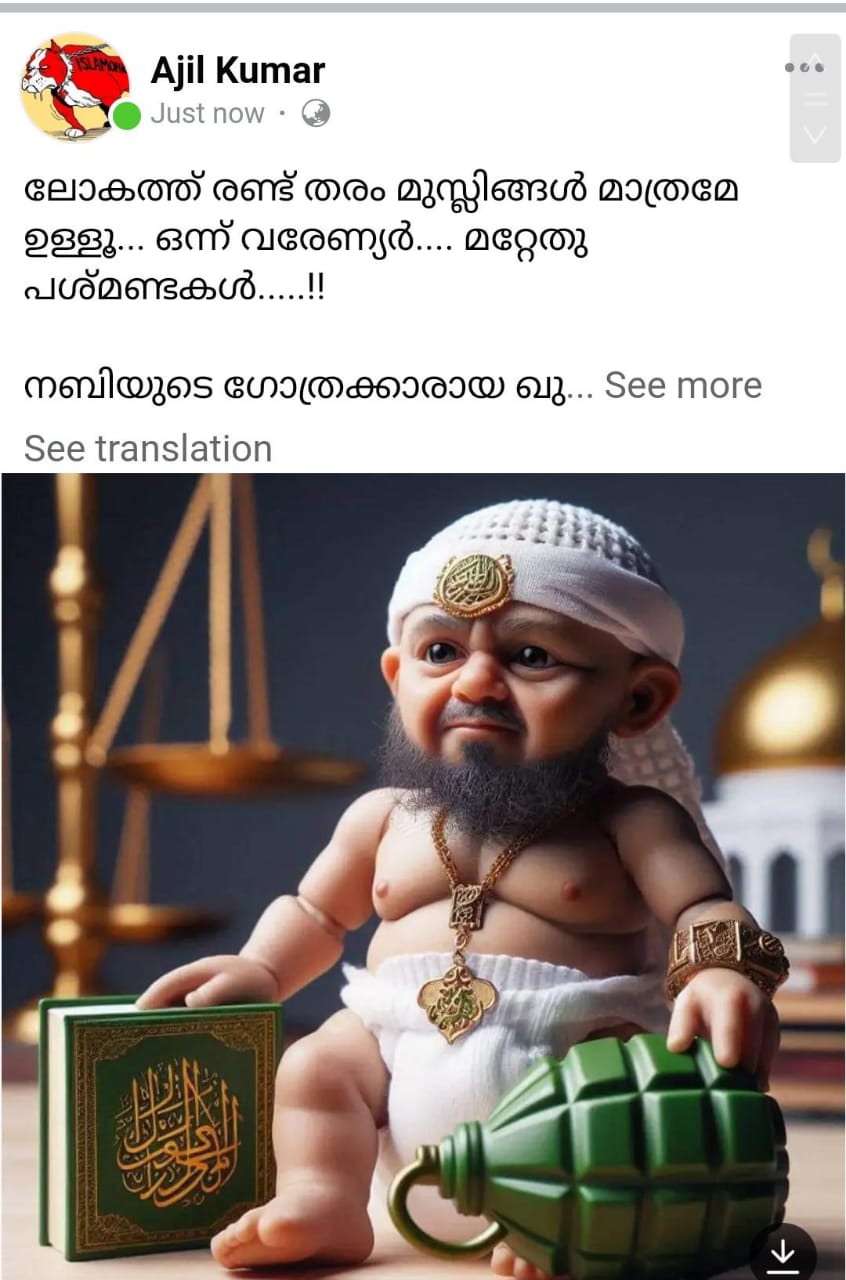 ISLAMOPH
Ajil Kumar
Just now ·
ലോകത്ത് രണ്ട് തരം മുസ്ലിങ്ങൾ മാത്രമേ
ഉള്ളൂ... ഒന്ന് വരേണ്യർ.... മറ്റേതു
പശ്മണ്ടകൾ.....!!
നബിയുടെ ഗോത്രക്കാരായ ഖു... See more
See translation